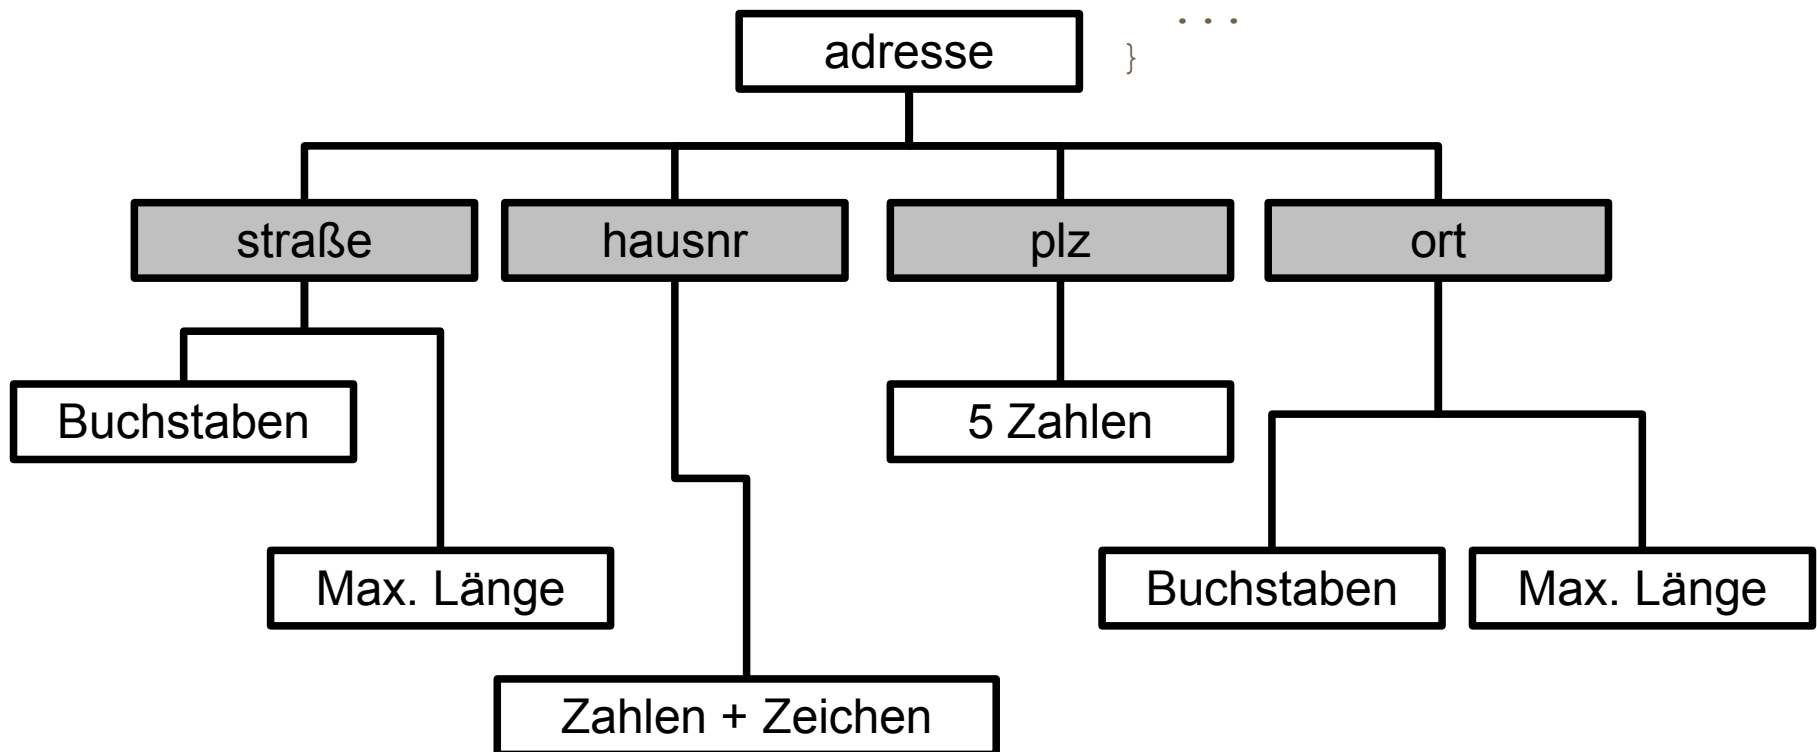 ...
adresse
}
straße
hausnr
plz
ort
Buchstaben
5 Zahlen
Max. Länge
Buchstaben
Max. Länge
Zahlen + Zeichen